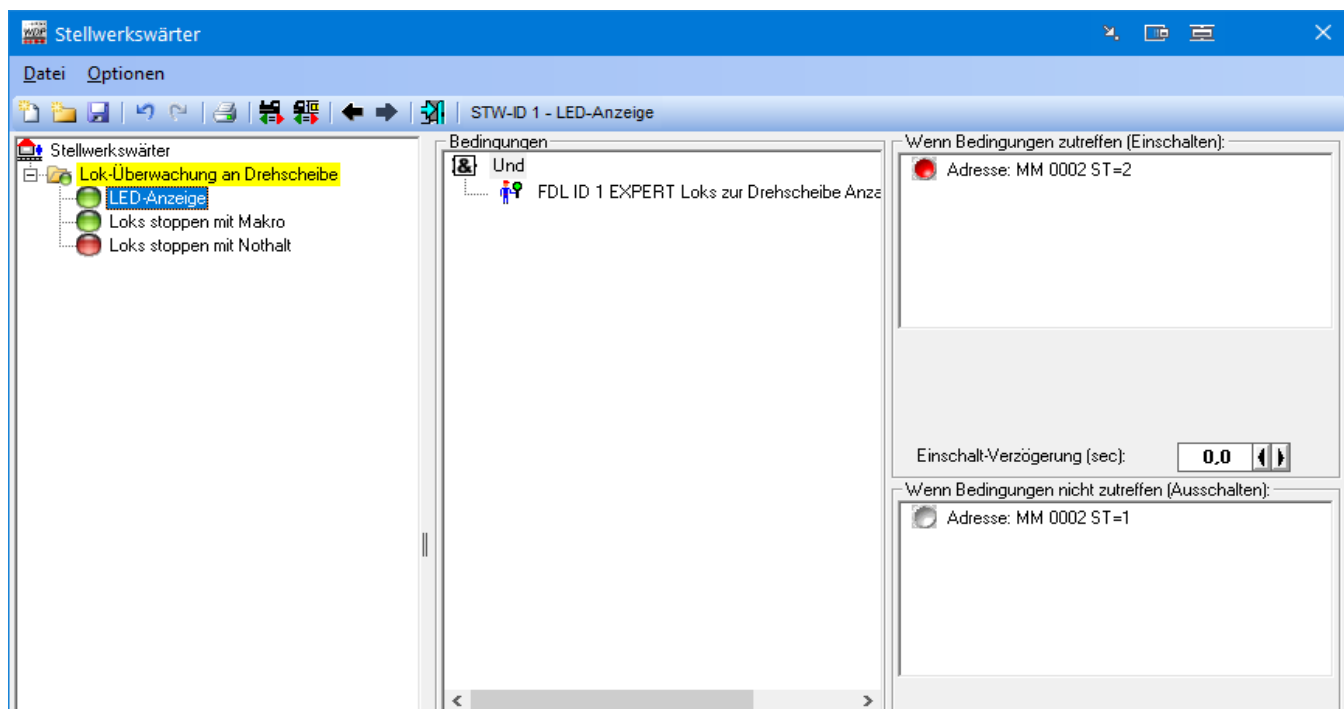 Stellwerkswärter
Datei Optionen
STW-ID 1 - LED-Anzeige
Stellwerkswärter
Lok-Überwachung an Drehscheibe
LED-Anzeige
Loks stoppen mit Makro
Loks stoppen mit Nothalt
Bedingungen
& Und
FDL ID 1 EXPERT Loks zur Drehscheibe Anza
Wenn Bedingungen zutreffen (Einschalten):
Adresse: MM 0002 ST=2
Einschalt-Verzögerung (sec): 0,0
Wenn Bedingungen nicht zutreffen (Ausschalten):
Adresse: MM 0002 ST=1